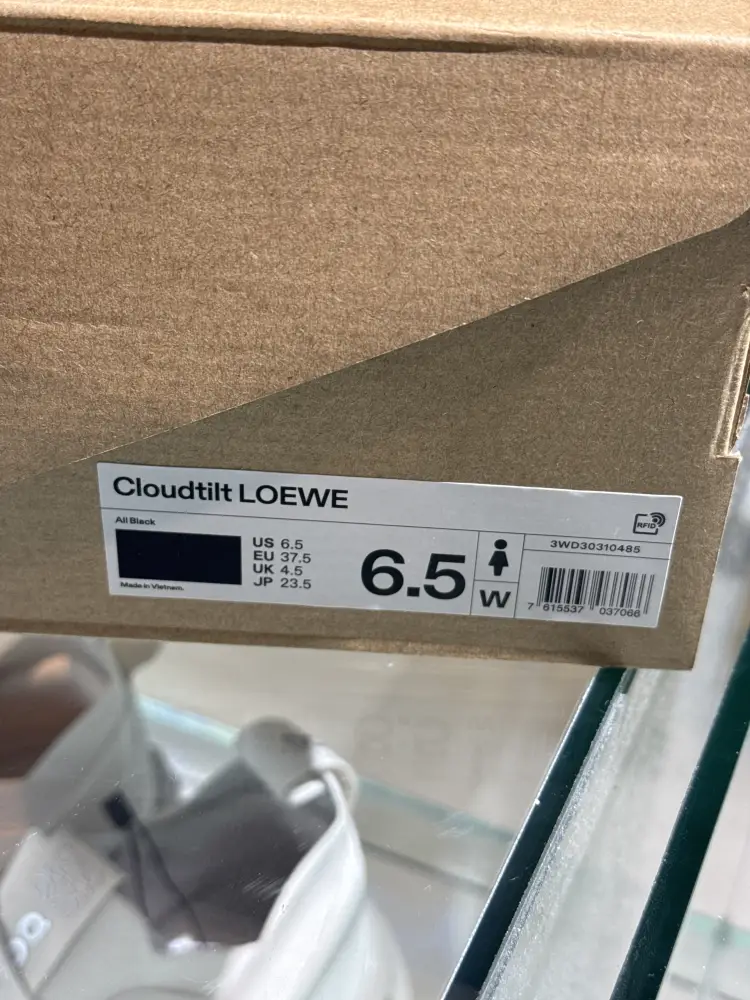 Cloudtilt LOEWE
All Black
US 6.5
EU 37.5
UK 4.5
JP 23.5
Made in Vietnam.
6.5
W
RFID
3WD30310485
7 615537 037066